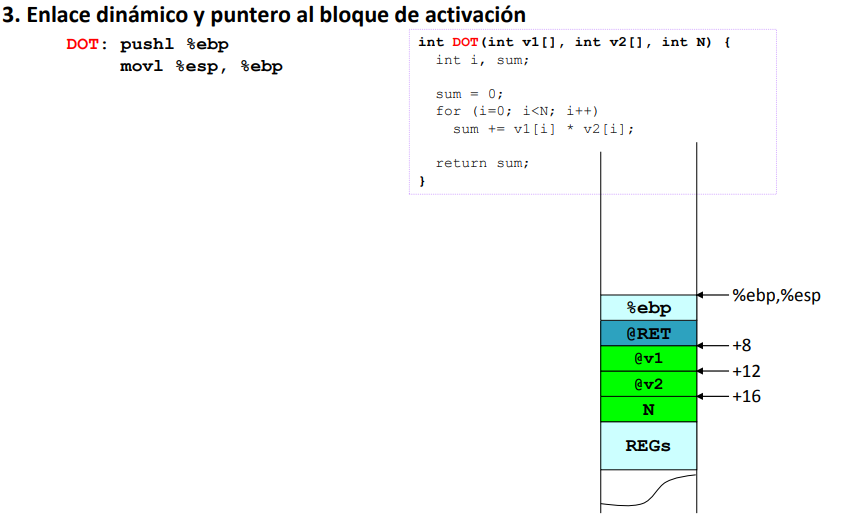 3. Enlace dinámico y puntero al bloque de activación
DOT: pushl %ebp
movl %esp, %ebp
int DOT(int v1[], int v2[], int N) {
int i, sum;
sum = 0;
for (i=0; i<N; i++)
sum += v1[i] * v2[i];
return sum;
}
%ebp,%esp
%ebp
@RET
+8
@v1
+12
@v2
+16
N
REGs